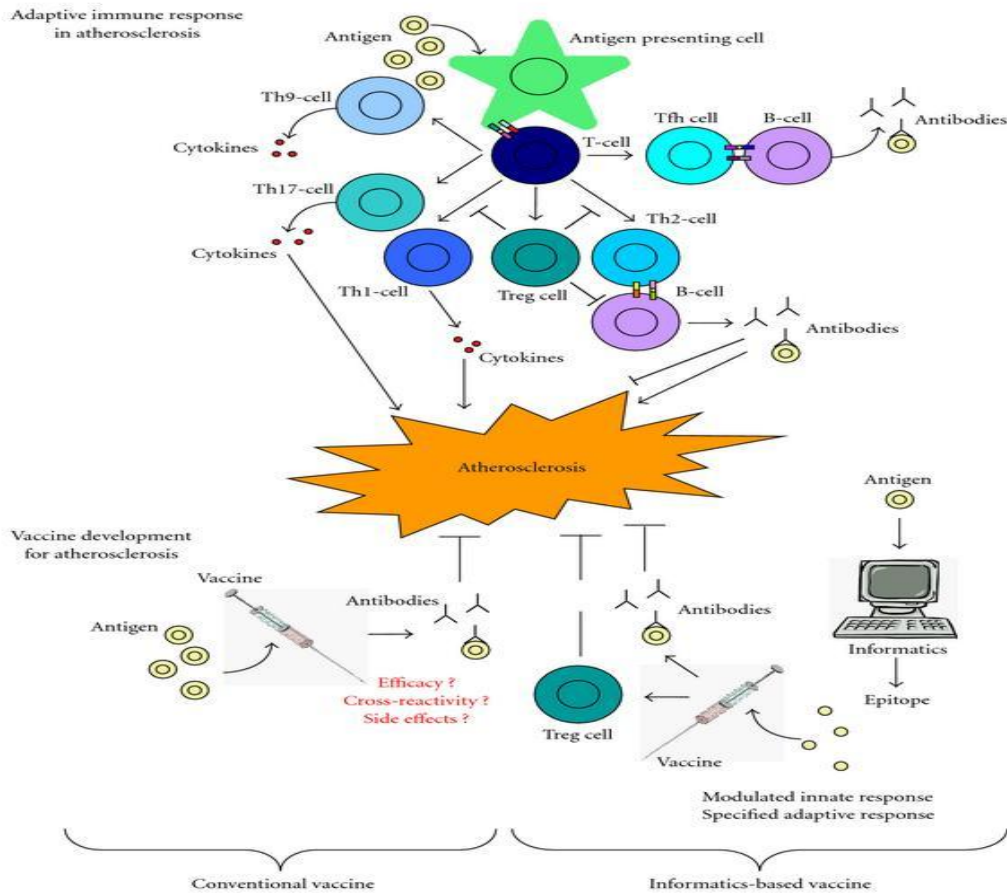 Adaptive immune response
in atherosclerosis
Antigen
Antigen presenting cell
Th9-cell
Cytokines
T-cell
Tfh cell
B-cell
Antibodies
Th17-cell
Cytokines
Th1-cell
Treg cell
Th2-cell
B-cell
Antibodies
Cytokines
Atherosclerosis
Antigen
Vaccine development
for atherosclerosis
Vaccine
Antigen
Antibodies
Efficacy ?
Cross-reactivity ?
Side effects ?
Antibodies
Informatics
Epitope
Treg cell
Vaccine
Modulated innate response
Specified adaptive response
Conventional vaccine
Informatics-based vaccine